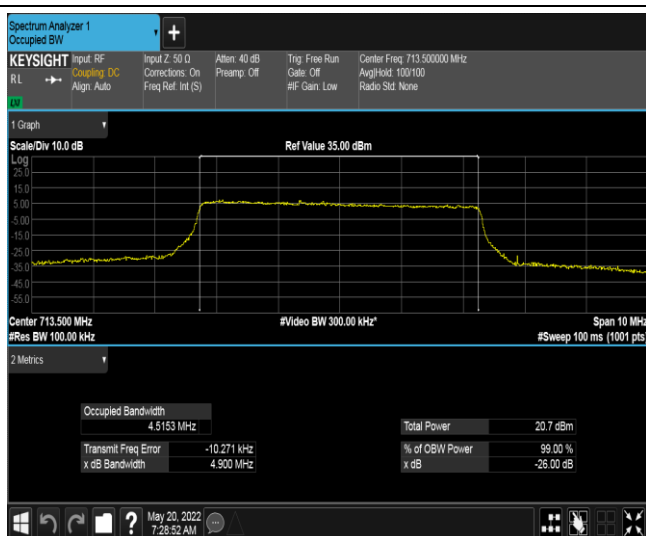 Spectrum Analyzer 1
Occupied BW
+
KEYSIGHT Input: RF Input Z: 50 Ω Atten: 40 dB Trig: Free Run Center Freq: 713.500000 MHz
RL Coupling: DC Corrections: On Preamp: Off Gate: Off Avg|Hold: 100/100
Align: Auto Freq Ref: Int (S) #IF Gain: Low Radio Std: None
1 Graph
Scale/Div 10.0 dB Ref Value 35.00 dBm
Log
25.0
15.0
5.00
-5.00
-15.0
-25.0
-35.0
-45.0
-55.0
Center 713.500 MHz #Video BW 300.00 kHz* Span 10 MHz
#Res BW 100.00 kHz #Sweep 100 ms (1001 pts)
2 Metrics
Occupied Bandwidth
4.5153 MHz Total Power 20.7 dBm
Transmit Freq Error -10.271 kHz % of OBW Power 99.00 %
x dB Bandwidth 4.900 MHz x dB -26.00 dB
? May 20, 2022
7:28:52 AM